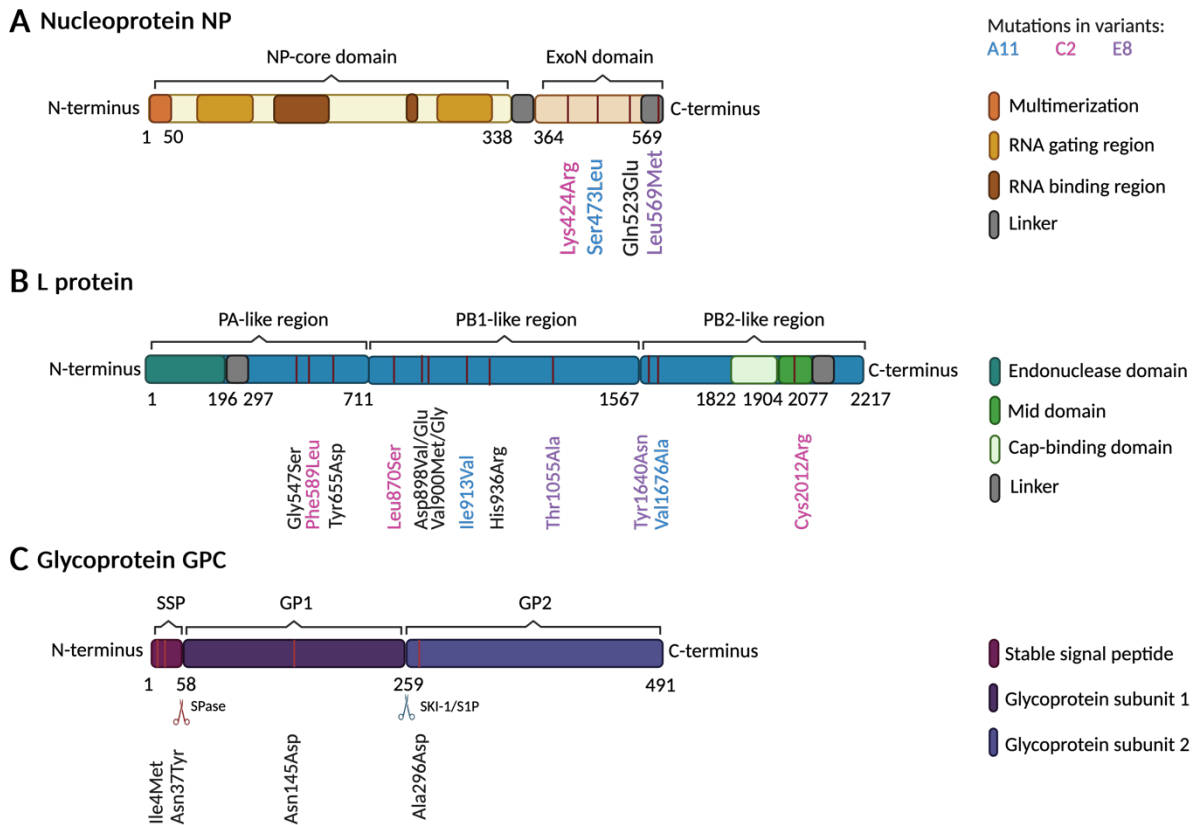 A Nucleoprotein NP
Mutations in variants:
A11 C2 E8
NP-core domain ExoN domain
N-terminus C-terminus
1 50 338 364 569
Lys424Arg
Ser473Leu
Gln523Glu
Leu569Met
Multimerization
RNA gating region
RNA binding region
Linker
B L protein
PA-like region PB1-like region PB2-like region
N-terminus C-terminus
1 196 297 711 1567 1822 1904 2077 2217
Gly547Ser
Phe589Leu
Tyr655Asp
Leu870Ser
Asp898Val/Glu
Val900Met/Gly
Ile913Val
His936Arg
Thr1055Ala
Tyr1640Asn
Val1676Ala
Cys2012Arg
Endonuclease domain
Mid domain
Cap-binding domain
Linker
C Glycoprotein GPC
SSP GP1 GP2
N-terminus C-terminus
1 58 259 491
SPase SKI-1/S1P
Ile4Met
Asn37Tyr
Asn145Asp
Ala296Asp
Stable signal peptide
Glycoprotein subunit 1
Glycoprotein subunit 2